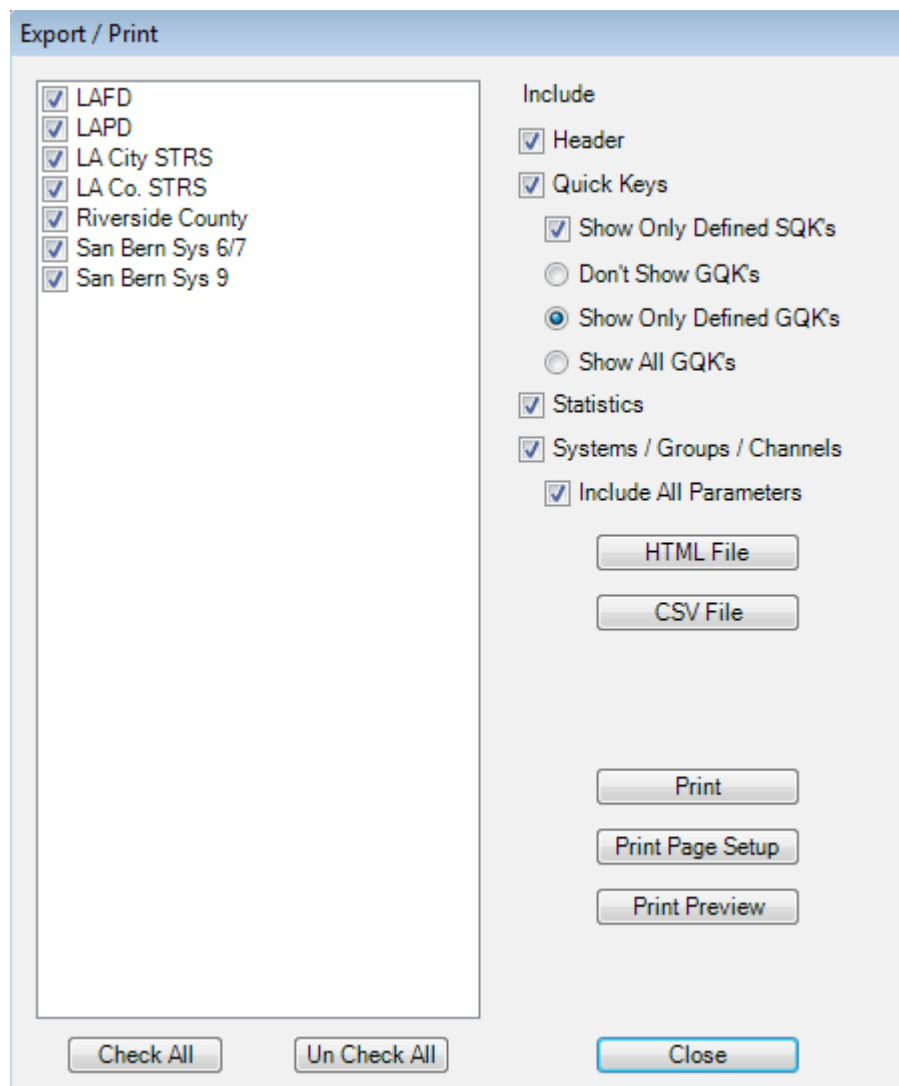 Export / Print
LAFD
LAPD
LA City STRS
LA Co. STRS
Riverside County
San Bern Sys 6/7
San Bern Sys 9
Include
Header
Quick Keys
Show Only Defined SQK's
Don't Show GQK's
Show Only Defined GQK's
Show All GQK's
Statistics
Systems / Groups / Channels
Include All Parameters
HTML File
CSV File
Print
Print Page Setup
Print Preview
Check All
Un Check All
Close